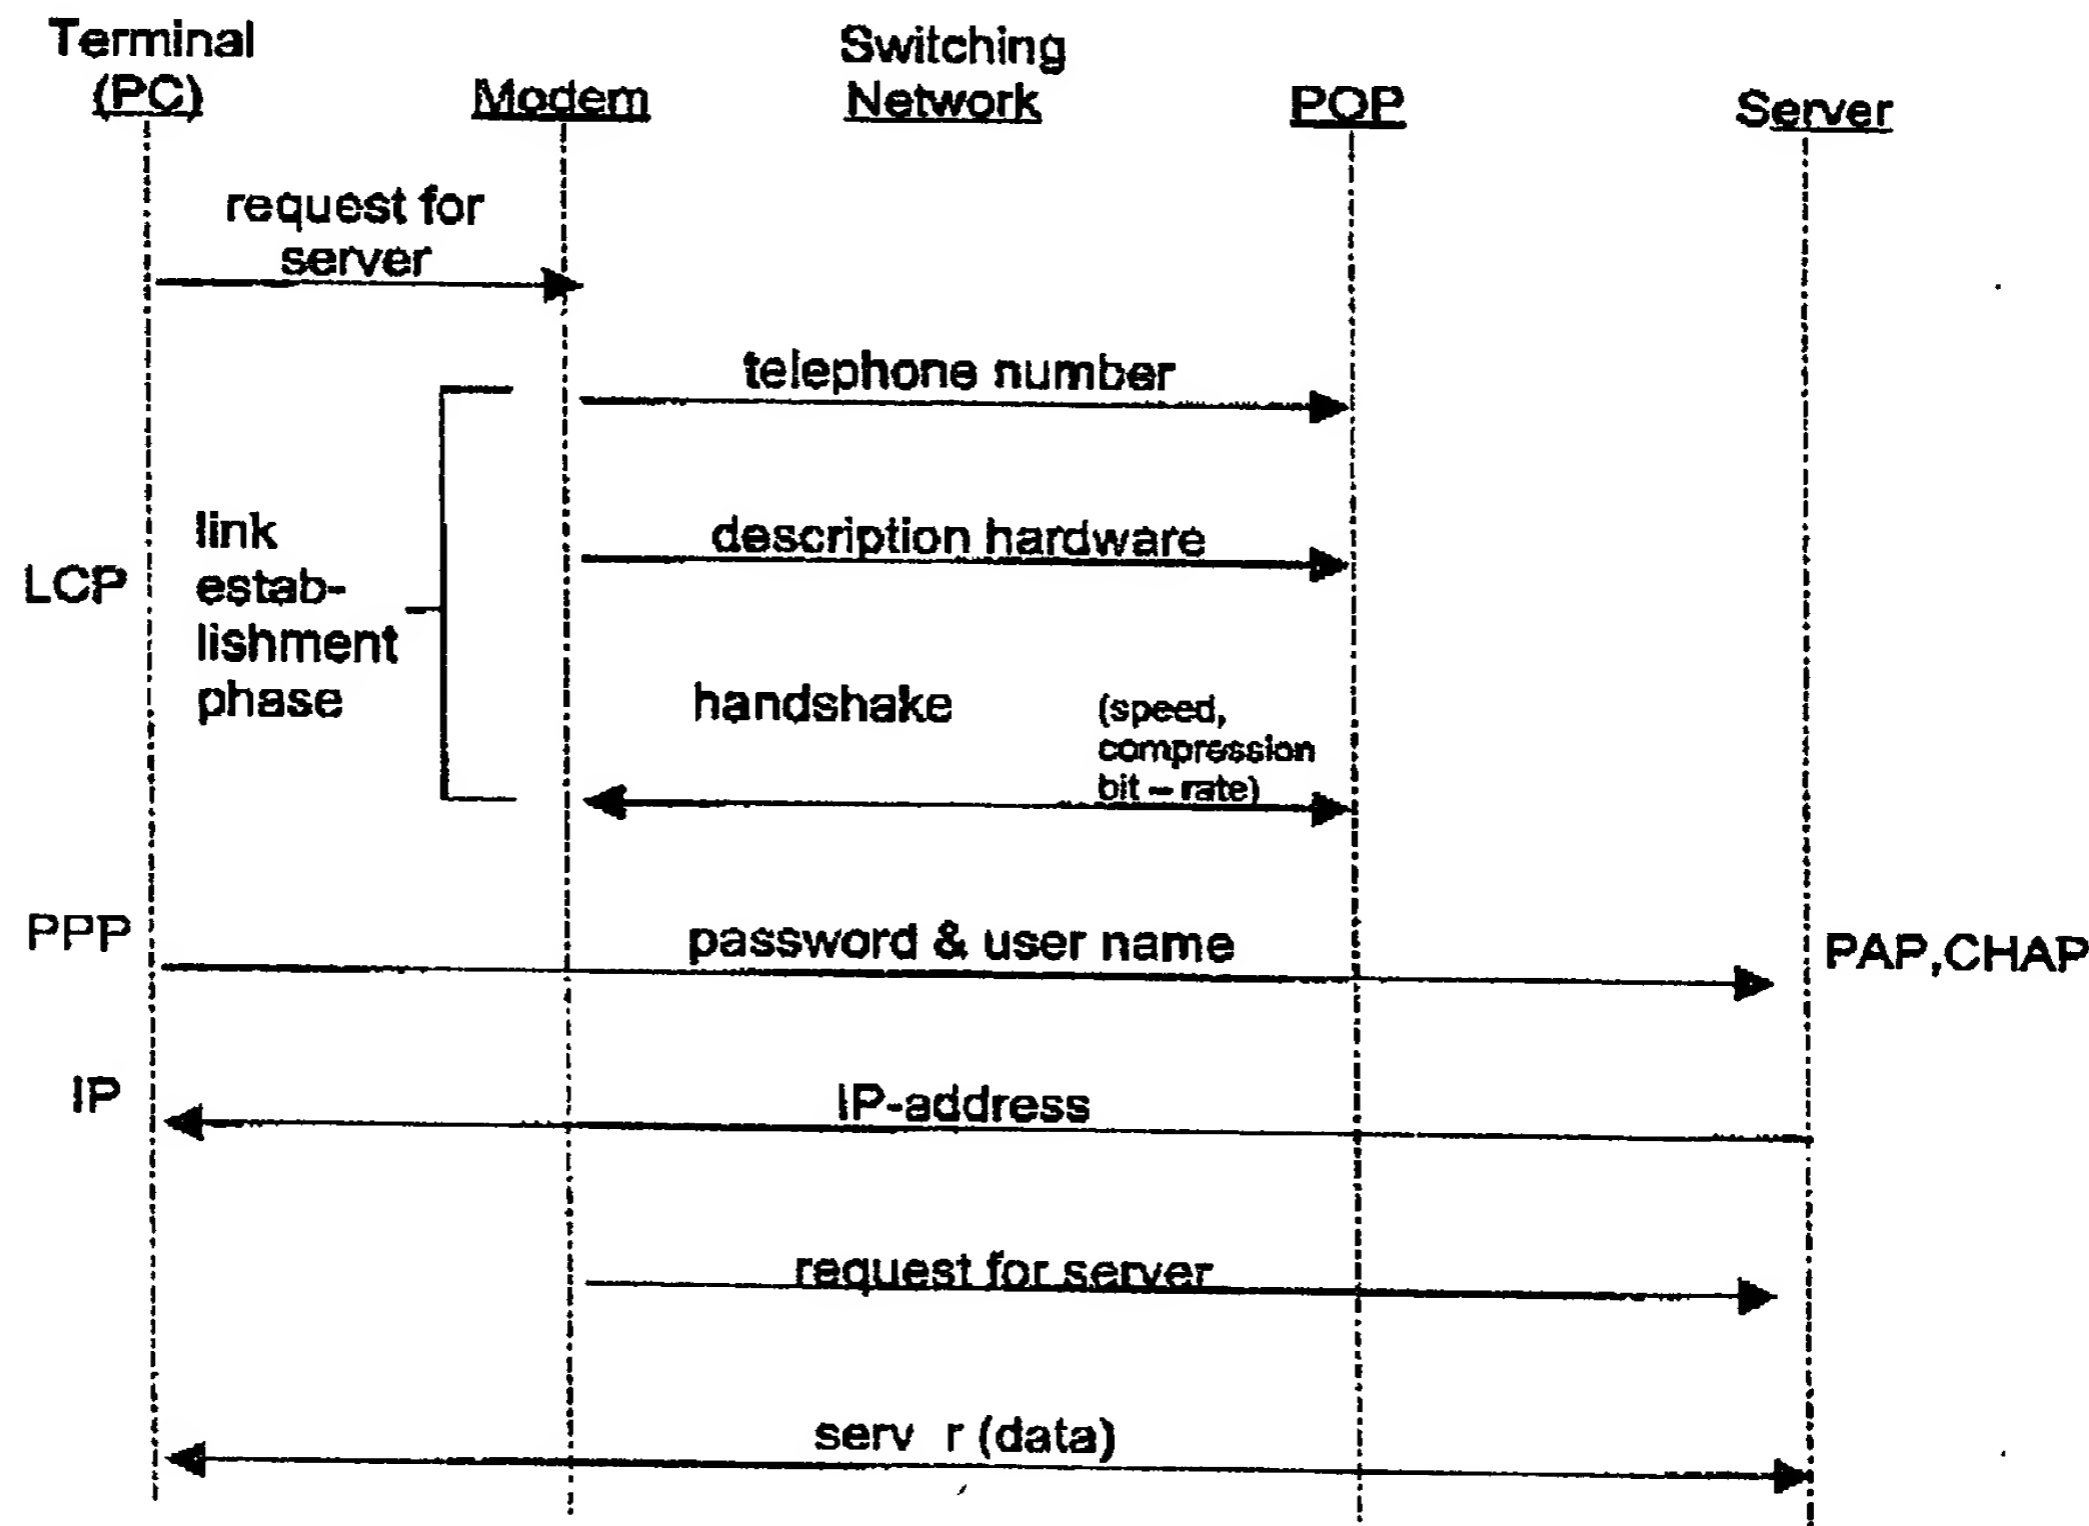 Terminal
(PC)
Modem
Switching
Network
POP
Server
request for
server
telephone number
description hardware
LCP
link
estab-
lishment
phase
handshake
(speed,
compression
bit – rate)
PPP
password & user name
PAP,CHAP
IP
IP-address
request for server
serv r (data)